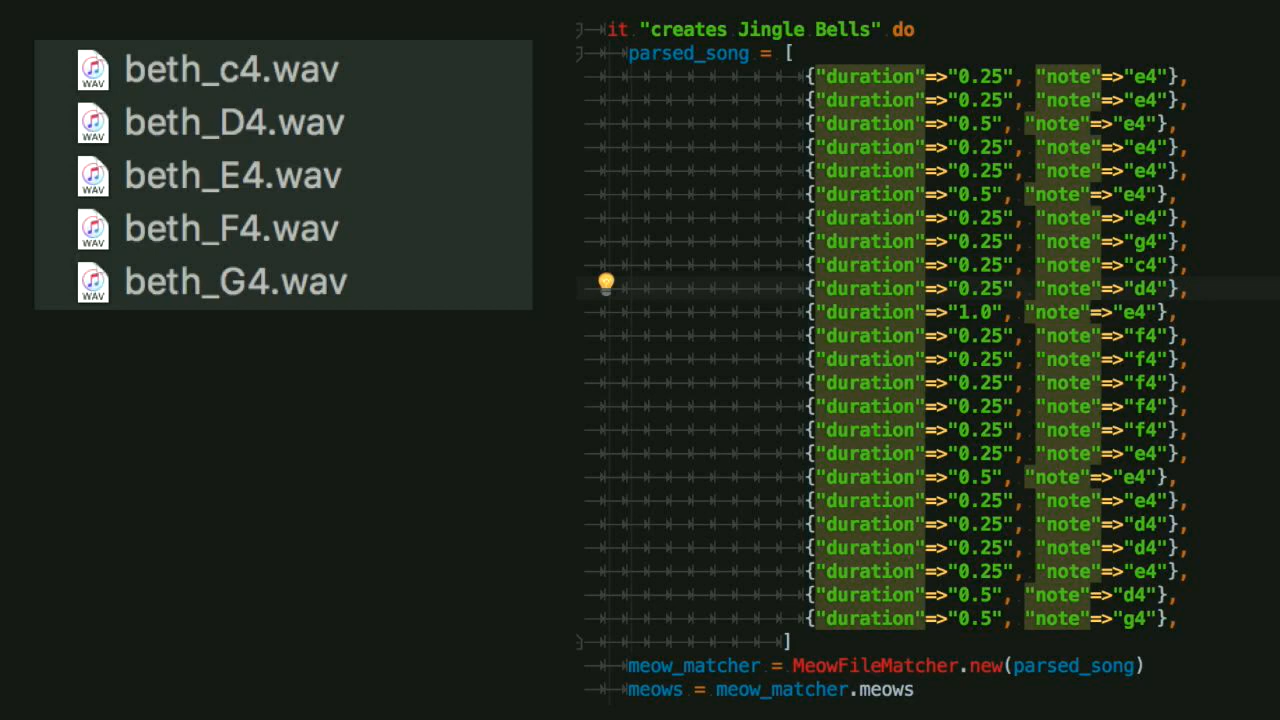 beth_c4.wav
beth_D4.wav
beth_E4.wav
beth_F4.wav
beth_G4.wav
WAV
WAV
WAV
WAV
WAV
it "creates Jingle Bells" do
parsed_song = [
{"duration"=>"0.25", "note"=>"e4"},
{"duration"=>"0.25", "note"=>"e4"},
{"duration"=>"0.5", "note"=>"e4"},
{"duration"=>"0.25", "note"=>"e4"},
{"duration"=>"0.25", "note"=>"e4"},
{"duration"=>"0.5", "note"=>"e4"},
{"duration"=>"0.25", "note"=>"e4"},
{"duration"=>"0.25", "note"=>"g4"},
{"duration"=>"0.25", "note"=>"c4"},
{"duration"=>"0.25", "note"=>"d4"},
{"duration"=>"1.0", "note"=>"e4"},
{"duration"=>"0.25", "note"=>"f4"},
{"duration"=>"0.25", "note"=>"f4"},
{"duration"=>"0.25", "note"=>"f4"},
{"duration"=>"0.25", "note"=>"f4"},
{"duration"=>"0.25", "note"=>"f4"},
{"duration"=>"0.25", "note"=>"e4"},
{"duration"=>"0.5", "note"=>"e4"},
{"duration"=>"0.25", "note"=>"e4"},
{"duration"=>"0.25", "note"=>"d4"},
{"duration"=>"0.25", "note"=>"d4"},
{"duration"=>"0.25", "note"=>"e4"},
{"duration"=>"0.5", "note"=>"d4"},
{"duration"=>"0.5", "note"=>"g4"},
]
meow_matcher = MeowFileMatcher.new(parsed_song)
meows = meow_matcher.meows